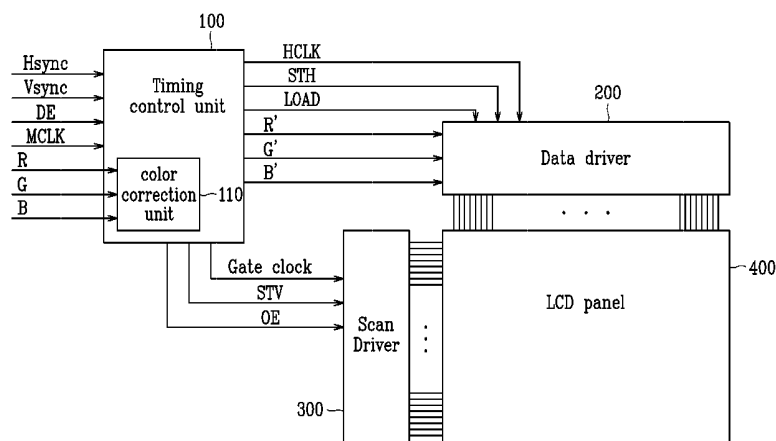 100
Hsync
Vsync
DE
MCLK
R
G
B
Timing
control unit
color
correction
unit
110
HCLK
STH
LOAD
R'
G'
B'
200
Data driver
. . .
Gate clock
STV
OE
Scan
Driver
300
LCD panel
400